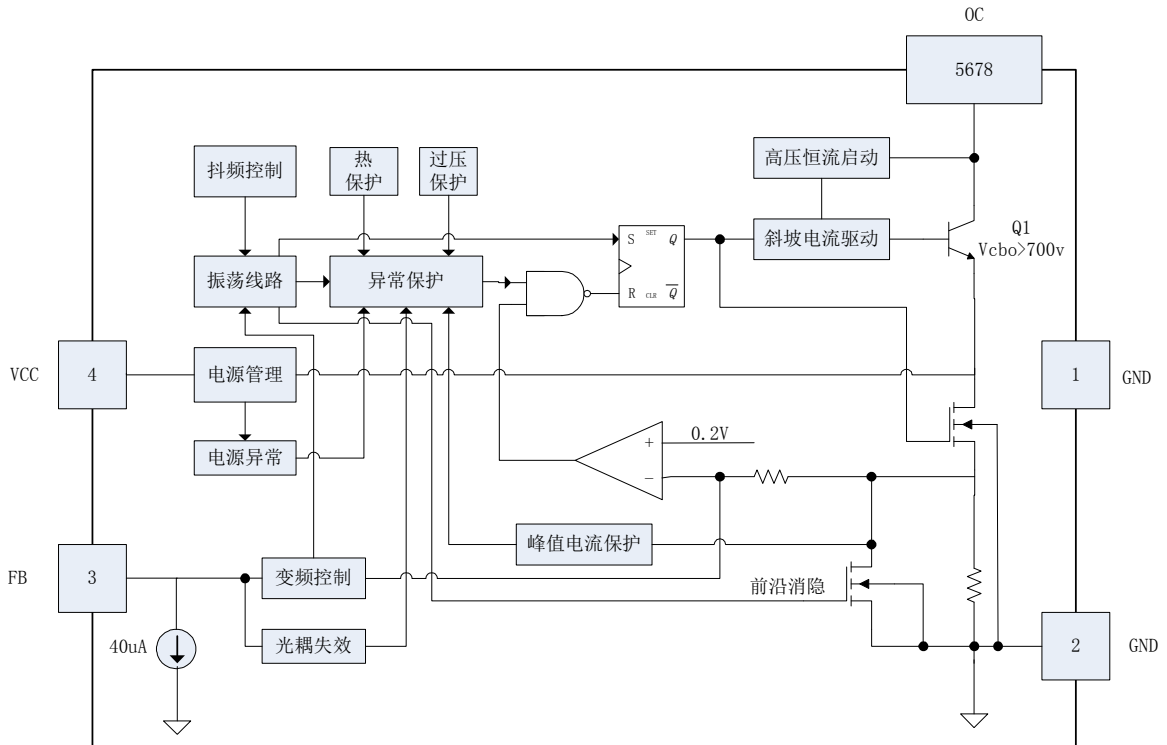 OC
5678
抖频控制
热
保护
过压
保护
高压恒流启动
S
SET
Q
R
CLR
Q
斜坡电流驱动
Q1
Vcbo>700v
振荡线路
异常保护
VCC
4
电源管理
1
GND
电源异常
+
0.2V
-
峰值电流保护
FB
3
变频控制
前沿消隐
40uA
光耦失效
2
GND